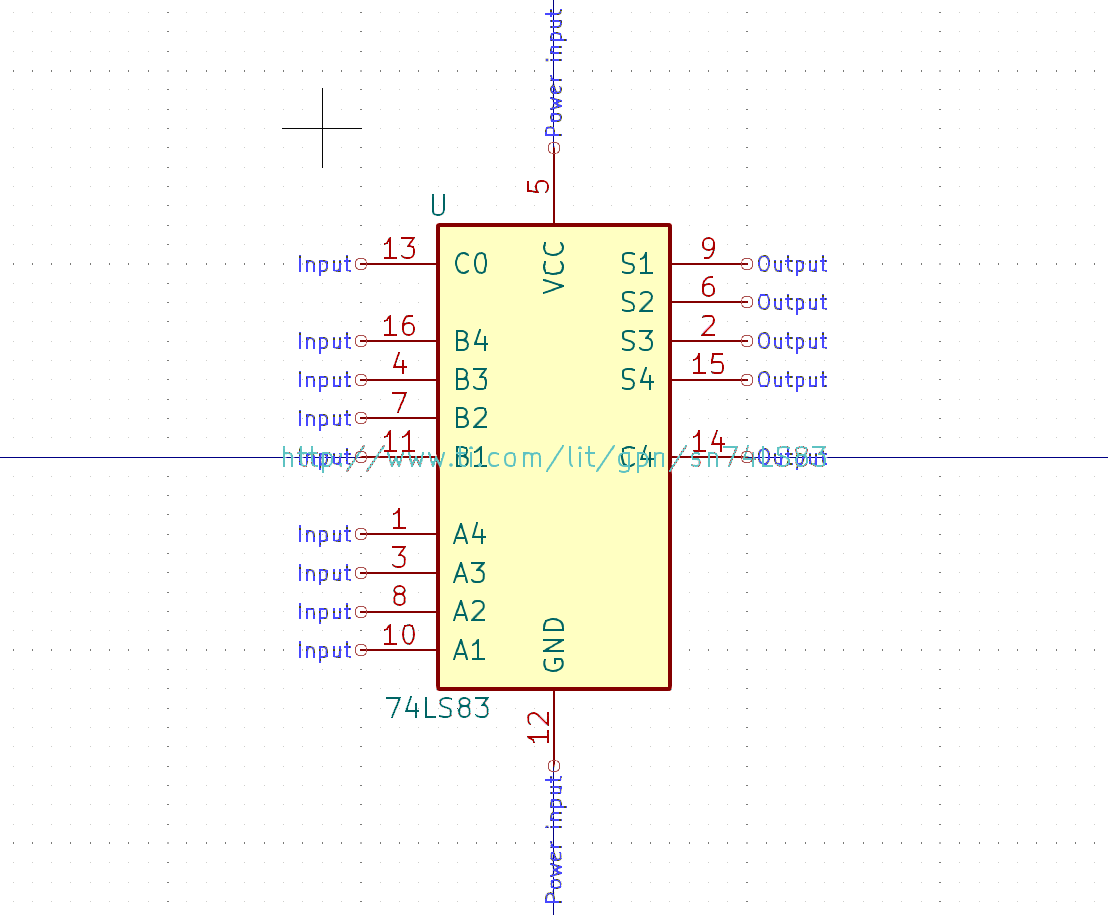 Power input
5
U
Input 13 C0 VCC S1 9 Output
S2 6 Output
Input 16 B4 S3 2 Output
Input 4 B3 S4 15 Output
Input 7 B2
Input 11 B1 C4 14 Output
http://www.ti.com/lit/gpn/sn74LS83
Input 1 A4
Input 3 A3
Input 8 A2
Input 10 A1 GND
74LS83
12
Power input